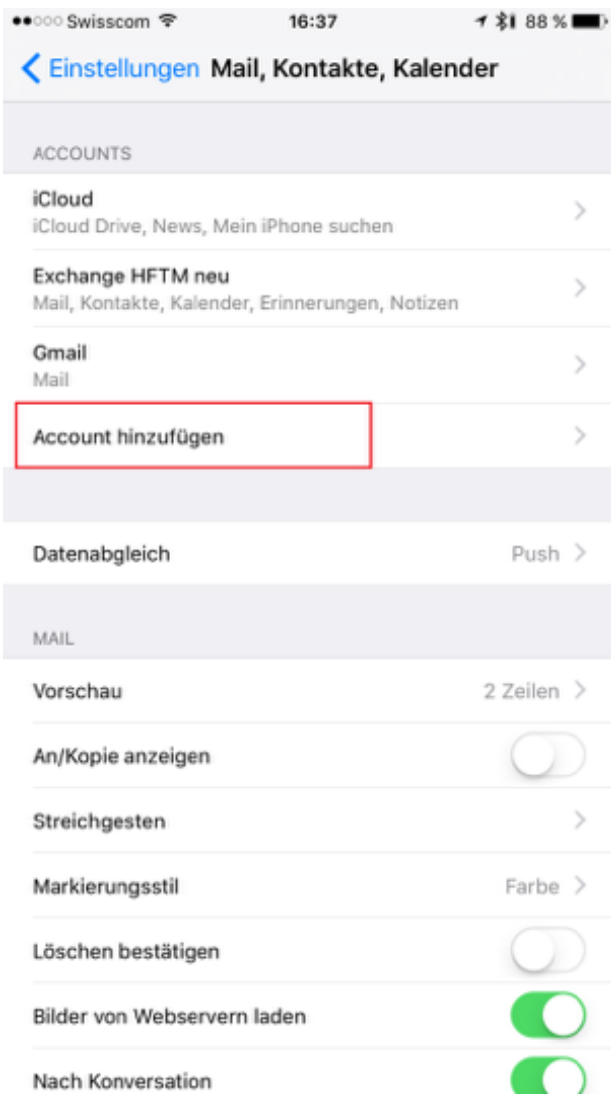 Swisscom 16:37 88 %
Einstellungen Mail, Kontakte, Kalender
ACCOUNTS
iCloud
iCloud Drive, News, Mein iPhone suchen
Exchange HFTM neu
Mail, Kontakte, Kalender, Erinnerungen, Notizen
Gmail
Mail
Account hinzufügen
Datenabgleich Push
MAIL
Vorschau 2 Zeilen
An/Kopie anzeigen
Streichgesten
Markierungsstil Farbe
Löschen bestätigen
Bilder von Webservern laden
Nach Konversation